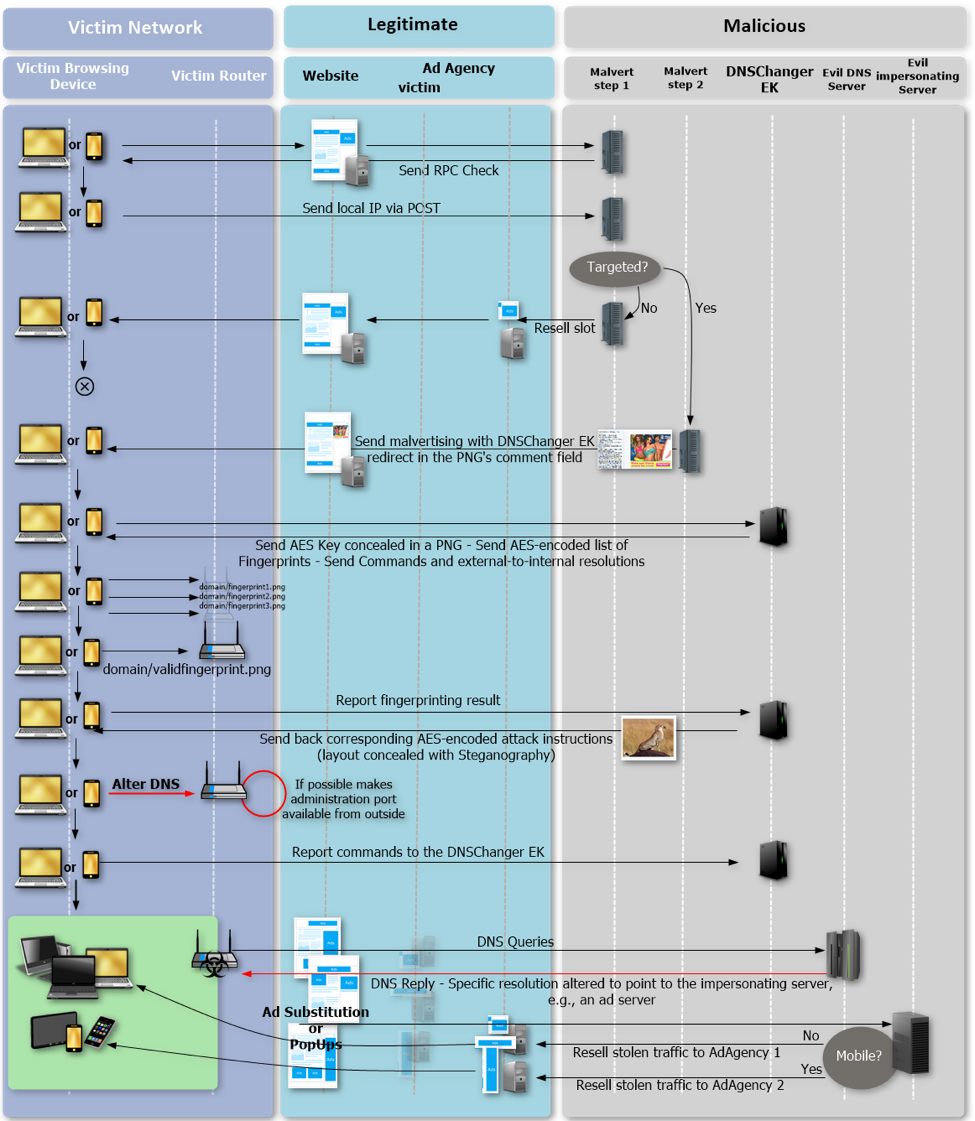 Victim Network
Legitimate
Malicious
Victim Browsing
Device
Victim Router
Website
Ad Agency
victim
Malvert
step 1
Malvert
step 2
DNSChanger
EK
Evil DNS
Server
Evil
impersonating
Server
or
Ads
Send RPC Check
or
Send local IP via POST
Targeted?
No
Yes
or
Ads
Resell slot
or
Send malvertising with DNSChanger EK
redirect in the PNG's comment field
or
Send AES Key concealed in a PNG - Send AES-encoded list of
Fingerprints - Send Commands and external-to-internal resolutions
or
domain/fingerprint1.png
domain/fingerprint2.png
domain/fingerprint3.png
or
domain/validfingerprint.png
or
Report fingerprinting result
Send back corresponding AES-encoded attack instructions
(layout concealed with Steganography)
or
Alter DNS
If possible makes
administration port
available from outside
or
Report commands to the DNSChanger EK
DNS Queries
Ads
DNS Reply - Specific resolution altered to point to the impersonating server,
e.g., an ad server
Ads
Ad Substitution
or
PopUps
No
Resell stolen traffic to AdAgency 1
Mobile?
Yes
Resell stolen traffic to AdAgency 2
Ads
Ads